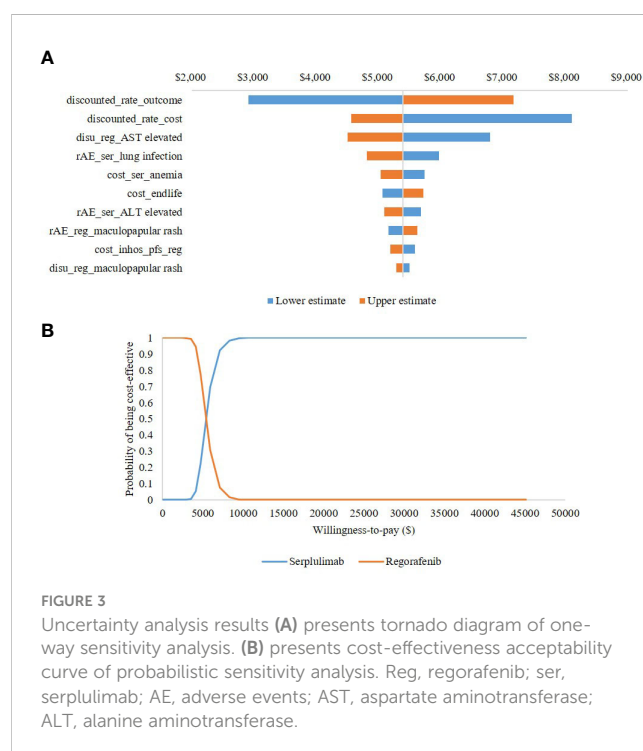 A
$2,000 $3,000 $4,000 $5,000 $6,000 $7,000 $8,000 $9,000
discounted_rate_outcome
discounted_rate_cost
disu_reg_AST elevated
rAE_ser_lung infection
cost_ser_anemia
cost_endlife
rAE_ser_ALT elevated
rAE_reg_maculopapular rash
cost_inhos_pfs_reg
disu_reg_maculopapular rash
Lower estimate Upper estimate
B
Probability of being cost-effective
1
0.9
0.8
0.7
0.6
0.5
0.4
0.3
0.2
0.1
0
0 5000 10000 15000 20000 25000 30000 35000 40000 45000 50000
Willingness-to-pay ($)
Serplulimab Regorafenib
FIGURE 3
Uncertainty analysis results (A) presents tornado diagram of one-
way sensitivity analysis. (B) presents cost-effectiveness acceptability
curve of probabilistic sensitivity analysis. Reg, regorafenib; ser,
serplulimab; AE, adverse events; AST, aspartate aminotransferase;
ALT, alanine aminotransferase.